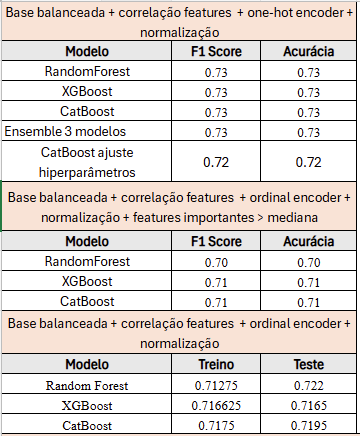 Base balanceada + correlação features + one-hot encoder +
normalização
Modelo F1 Score Acurácia
RandomForest 0.73 0.73
XGBoost 0.73 0.73
CatBoost 0.73 0.73
Ensemble 3 modelos 0.73 0.73
CatBoost ajuste
hiperparâmetros 0.72 0.72
Base balanceada + correlação features + ordinal encoder +
normalização + features importantes > mediana
Modelo F1 Score Acurácia
RandomForest 0.70 0.70
XGBoost 0.71 0.71
CatBoost 0.71 0.71
Base balanceada + correlação features + ordinal encoder +
normalização
Modelo Treino Teste
Random Forest 0.71275 0.722
XGBoost 0.716625 0.7165
CatBoost 0.7175 0.7195